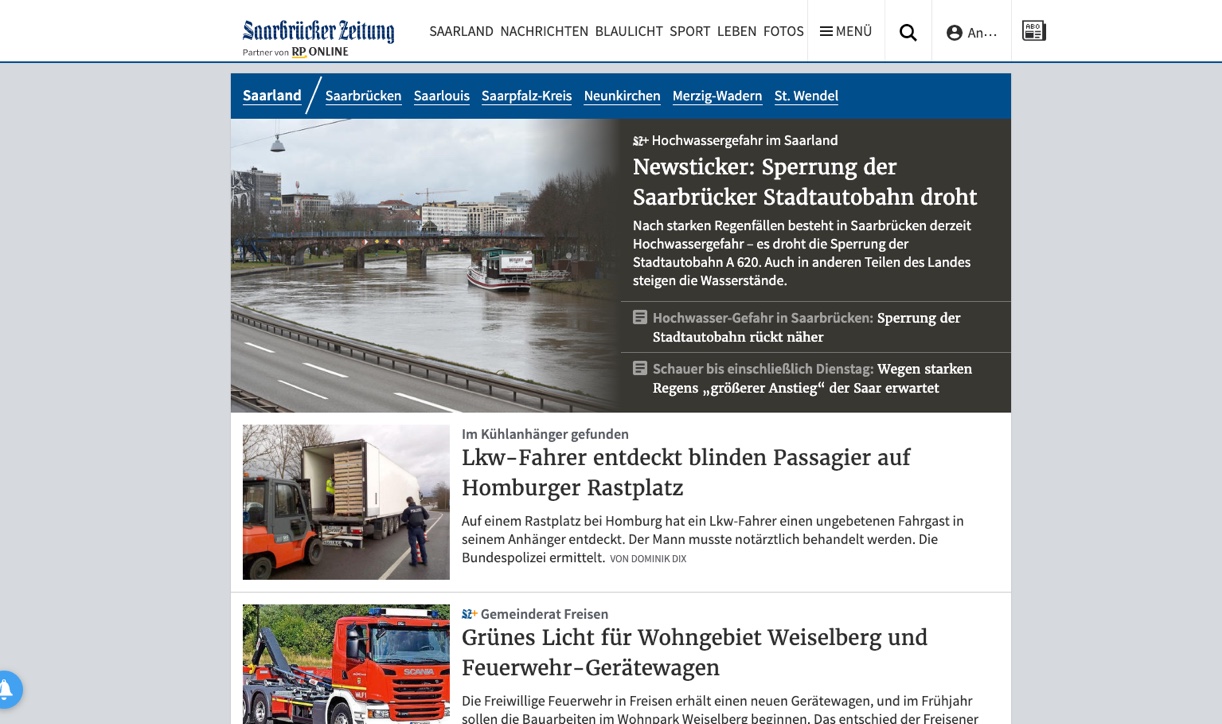 Saarbrücker Zeitung
Partner von RP ONLINE
SAARLAND NACHRICHTEN BLAULICHT SPORT LEBEN FOTOS
MENÜ
An…
ABO
Saarland / Saarbrücken Saarlouis Saarpfalz-Kreis Neunkirchen Merzig-Wadern St. Wendel
SZ+ Hochwassergefahr im Saarland
Newsticker: Sperrung der
Saarbrücker Stadtautobahn droht
Nach starken Regenfällen besteht in Saarbrücken derzeit
Hochwassergefahr – es droht die Sperrung der
Stadtautobahn A 620. Auch in anderen Teilen des Landes
steigen die Wasserstände.
Hochwasser-Gefahr in Saarbrücken: Sperrung der
Stadtautobahn rückt näher
Schauer bis einschließlich Dienstag: Wegen starken
Regens „größerer Anstieg“ der Saar erwartet
Im Kühlanhänger gefunden
Lkw-Fahrer entdeckt blinden Passagier auf
Homburger Rastplatz
Auf einem Rastplatz bei Homburg hat ein Lkw-Fahrer einen ungebetenen Fahrgast in
seinem Anhänger entdeckt. Der Mann musste notärztlich behandelt werden. Die
Bundespolizei ermittelt. VON DOMINIK DIX
SZ+ Gemeinderat Freisen
Grünes Licht für Wohngebiet Weiselberg und
Feuerwehr-Gerätewagen
SCANIA
Die Freiwillige Feuerwehr in Freisen erhält einen neuen Gerätewagen, und im Frühjahr
sollen die Bauarbeiten im Wohnpark Weiselberg beginnen. Das entschied der Freisener